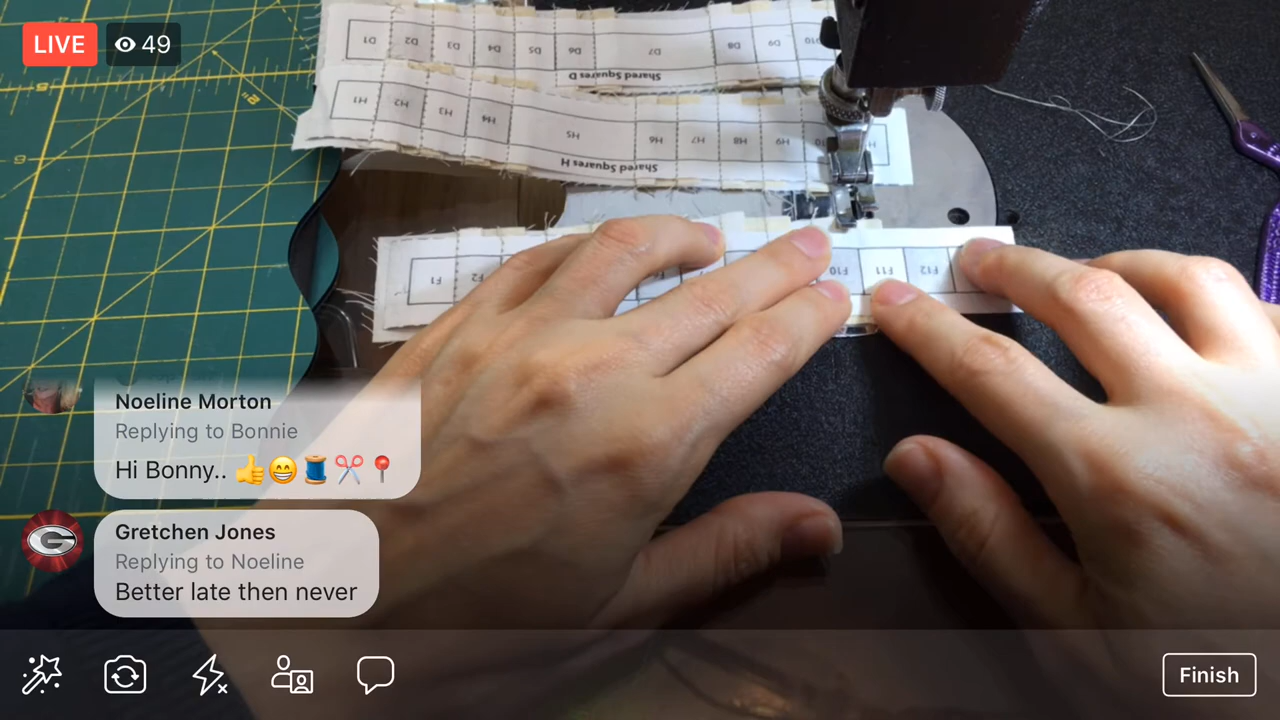 LIVE 49
D1 D2 D3 D4 D5 D6 D7 D8 D9 D10
Shared Squares D
H1 H2 H3 H4 H5 H6 H7 H8 H9
Shared Squares H
F1 F2 F10 F11 F12
Noeline Morton
Replying to Bonnie
Hi Bonny.. 👍😁🧵✂️📍
Gretchen Jones
Replying to Noeline
Better late then never
Finish